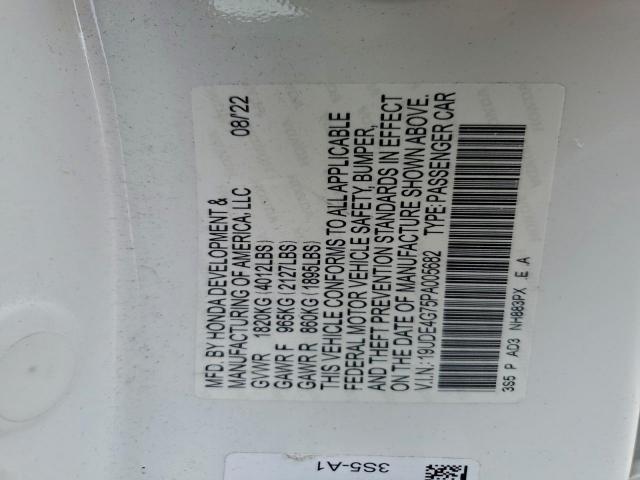 MFD. BY HONDA DEVELOPMENT & 08/'22
MANUFACTURING OF AMERICA, LLC
GVWR 1820KG (4012LBS)
GAWR F 965KG (2127LBS)
GAWR R 860KG (1895LBS)
THIS VEHICLE CONFORMS TO ALL APPLICABLE
FEDERAL MOTOR VEHICLE SAFETY, BUMPER,
AND THEFT PREVENTION STANDARDS IN EFFECT
ON THE DATE OF MANUFACTURE SHOWN ABOVE.
V.I.N.: 19UDE4G73PA005682 TYPE: PASSENGER CAR
3S5 P AD3 NH883PX E A
3S5-A1